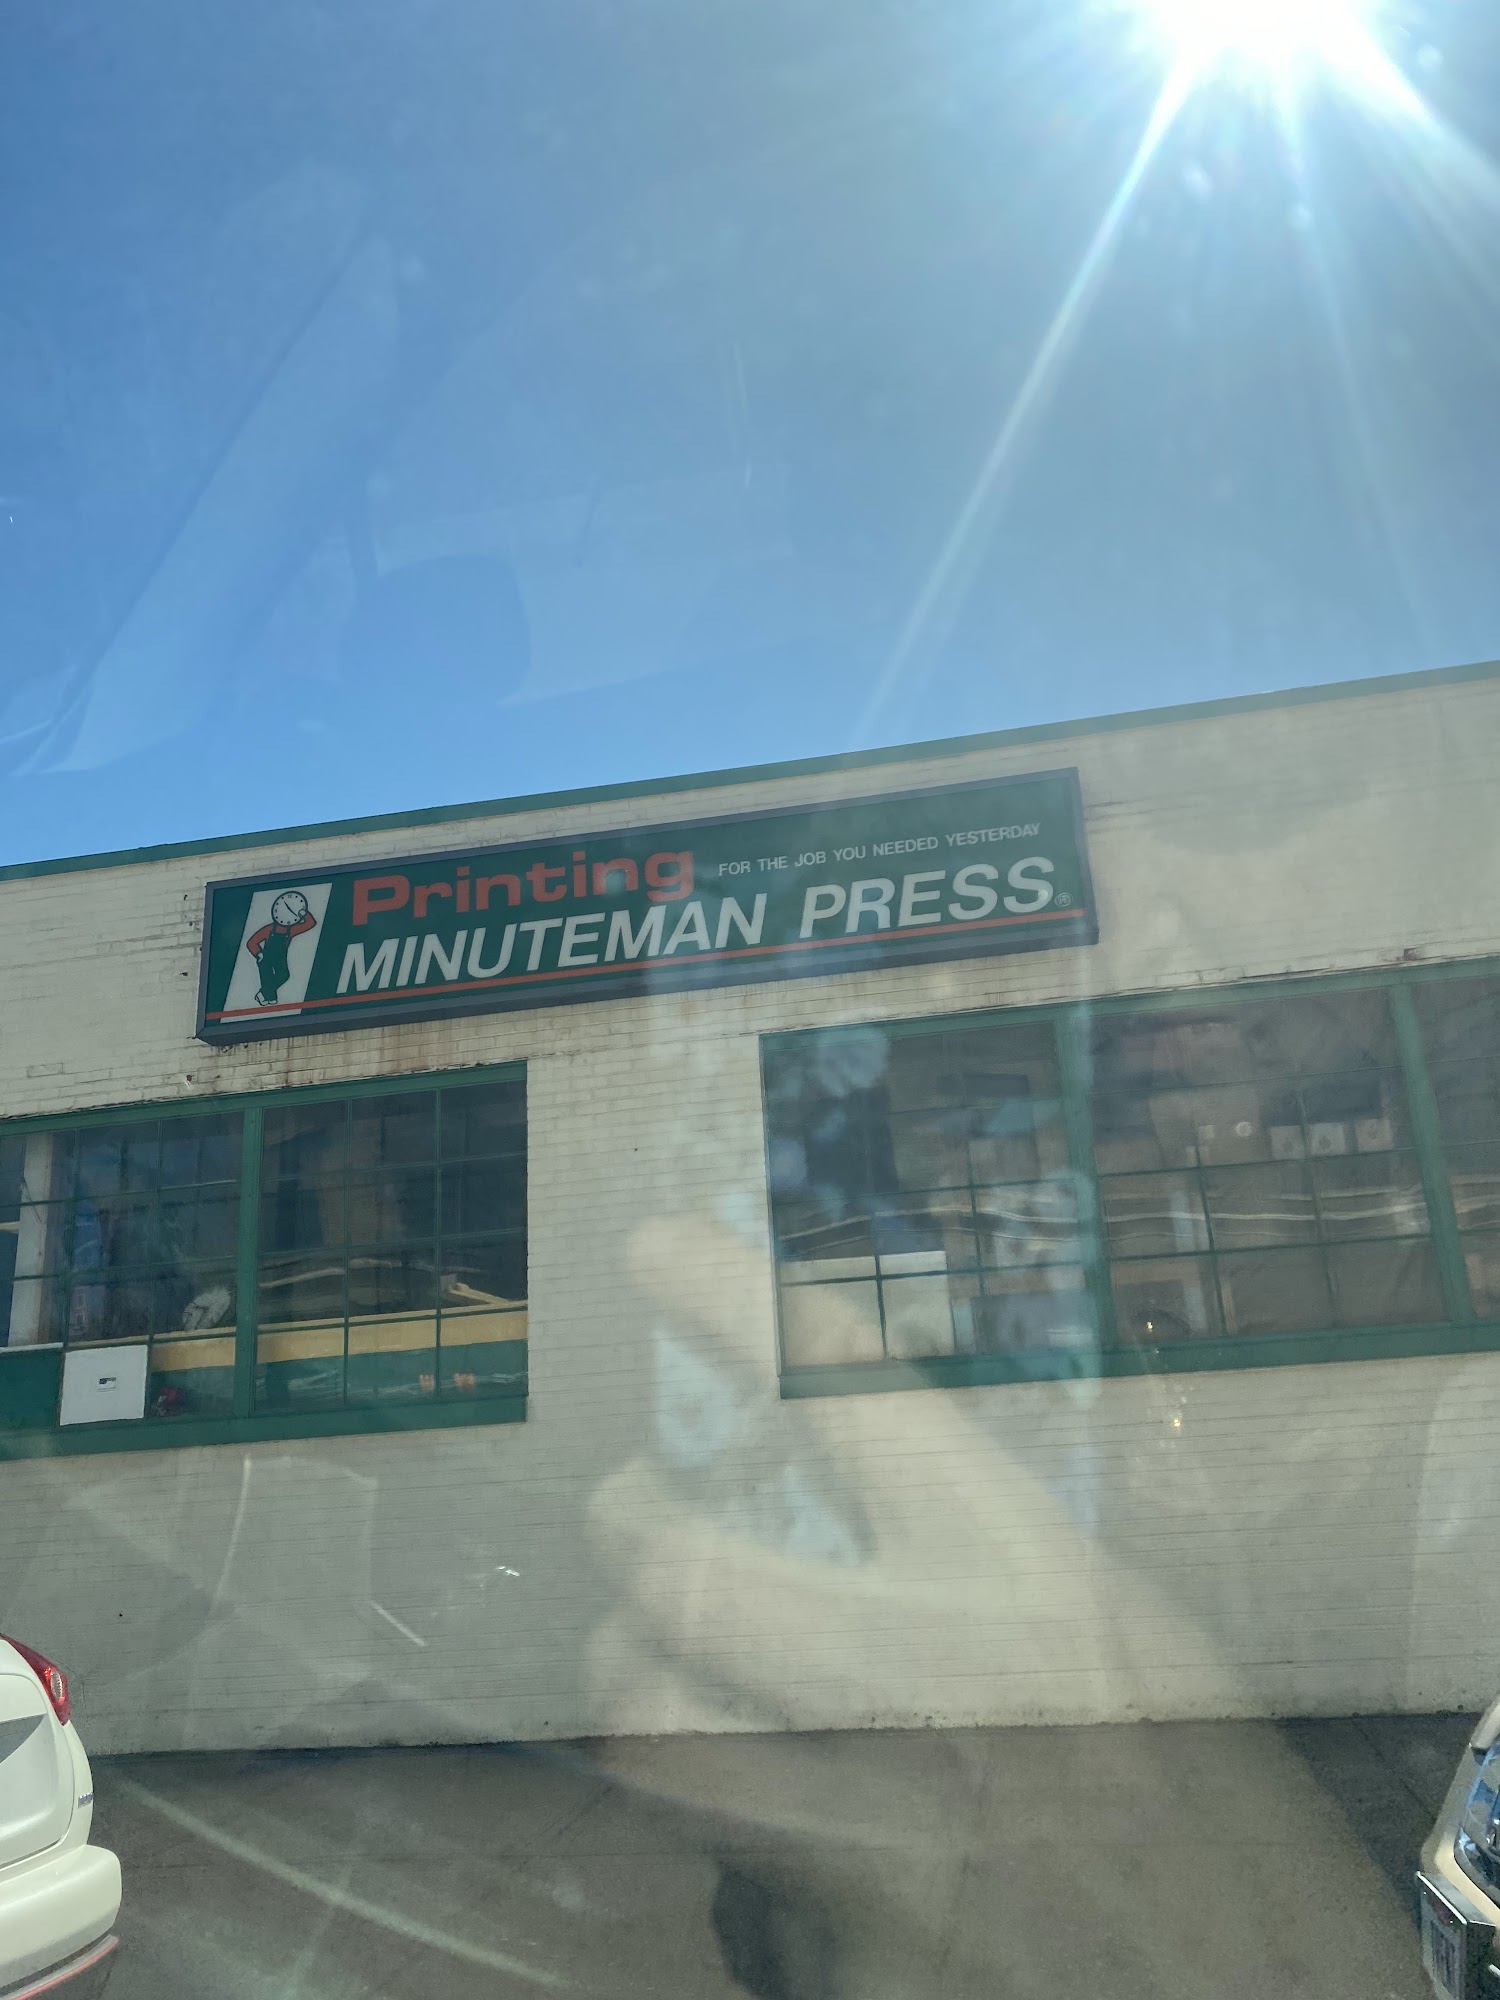 Printing FOR THE JOB YOU NEEDED YESTERDAY
MINUTEMAN PRESS®